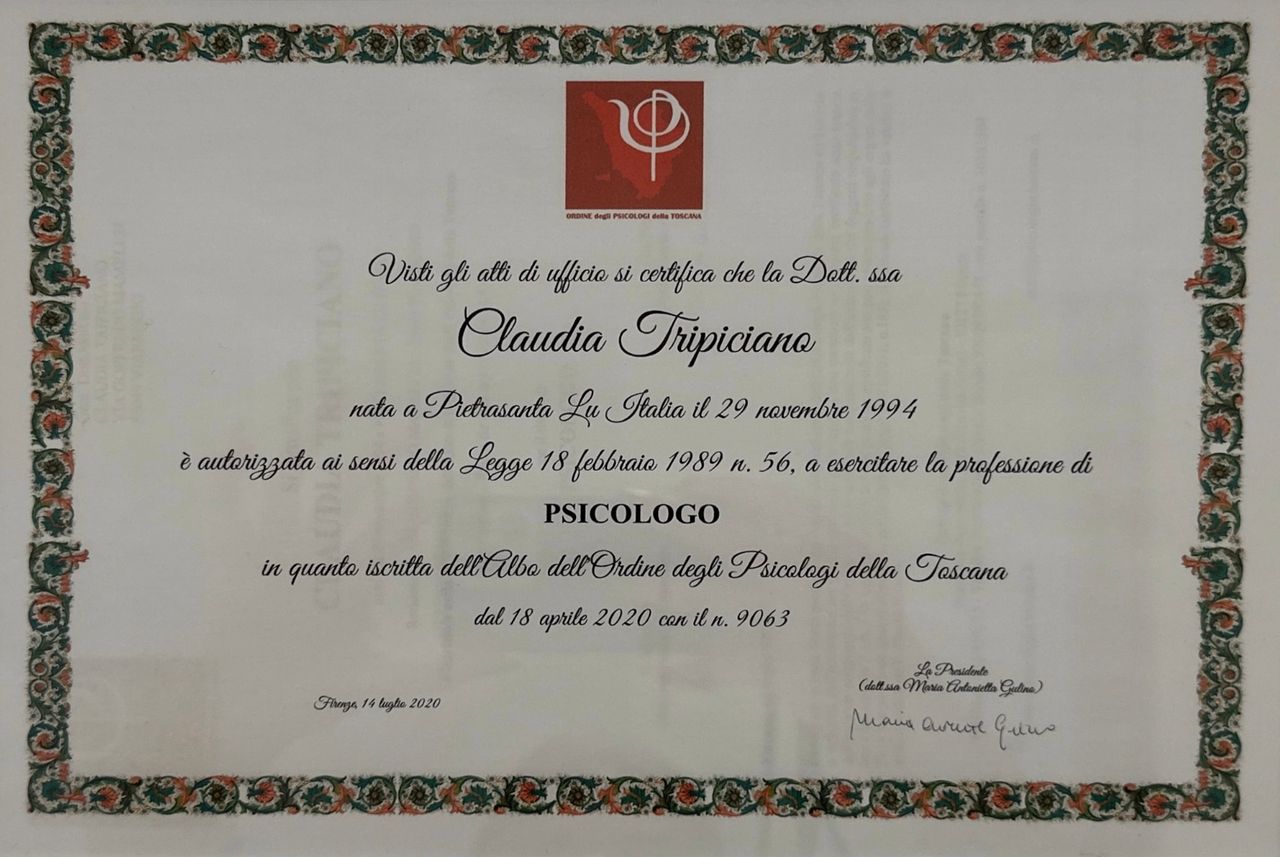 ORDINE degli PSICOLOGI della TOSCANA
Visti gli atti di ufficio si certifica che la Dott. ssa
Claudia Tripiciano
nata a Pietrasanta Lu Italia il 29 novembre 1994
è autorizzata ai sensi della Legge 18 febbraio 1989 n. 56, a esercitare la professione di
PSICOLOGO
in quanto iscritta dell'Albo dell'Ordine degli Psicologi della Toscana
dal 18 aprile 2020 con il n. 9063
La Presidente
(dott.ssa Maria Antonietta Gulino)
Firenze, 14 luglio 2020